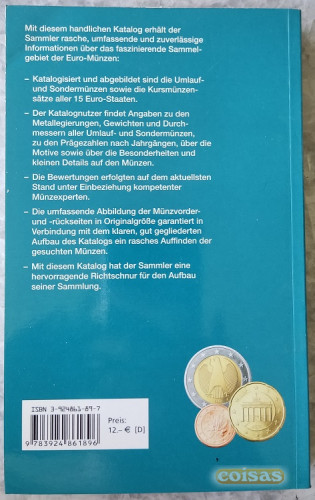 Mit diesem handlichen Katalog erhält der
Sammler rasche, umfassende und zuverlässige
Informationen über das faszinierende Sammel-
gebiet der Euro-Münzen:
– Katalogisiert und abgebildet sind die Umlauf-
und Sondermünzen sowie die Kursmünzen-
sätze aller 15 Euro-Staaten.
– Der Katalognutzer findet Angaben zu den
Metallegierungen, Gewichten und Durch-
messern aller Umlauf- und Sondermünzen,
zu den Prägezahlen nach Jahrgängen, über
die Motive sowie über die Besonderheiten und
kleinen Details auf den Münzen.
– Die Bewertungen erfolgten auf dem aktuellsten
Stand unter Einbeziehung kompetenter
Münzexperten.
– Die umfassende Abbildung der Münzvorder-
und -rückseiten in Originalgröße garantiert in
Verbindung mit dem klaren, gut gegliederten
Aufbau des Katalogs ein rasches Auffinden der
gesuchten Münzen.
– Mit diesem Katalog hat der Sammler eine
hervorragende Richtschnur für den Aufbau
seiner Sammlung.
ISBN 3-924861-89-7
9 783924 861896
Preis:
12.– € [D]
coisas